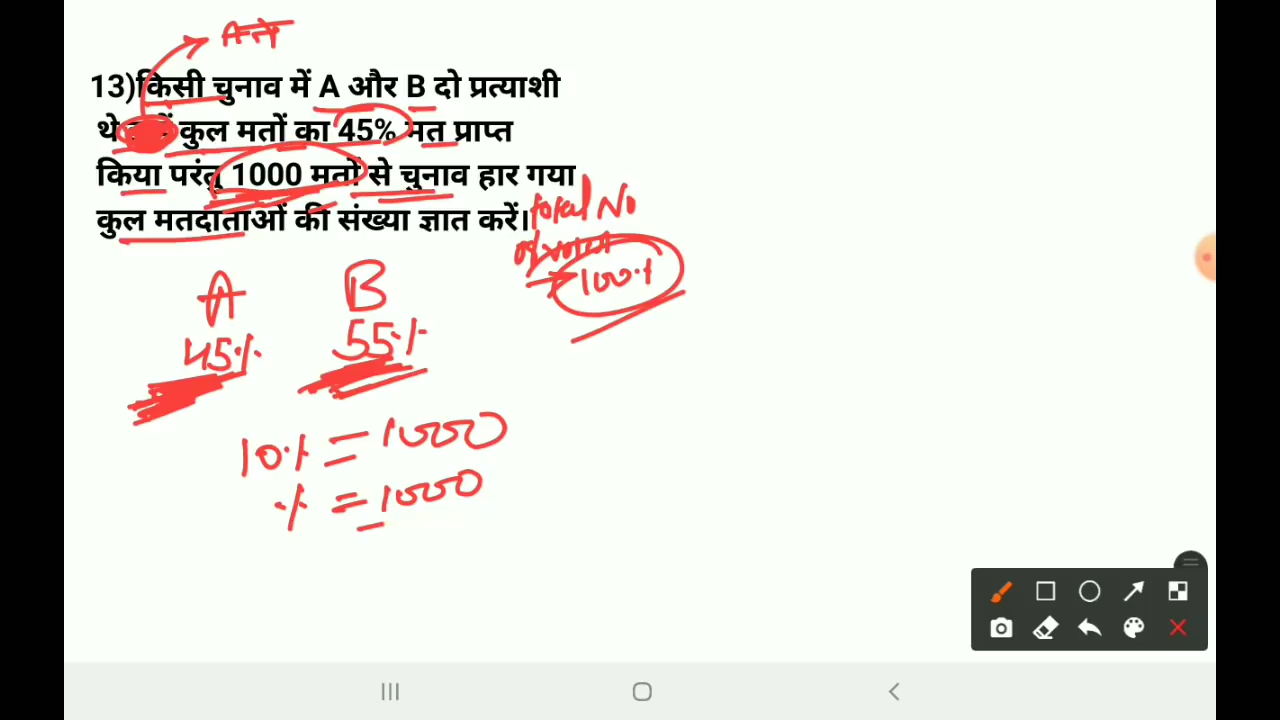 A ने
13)किसी चुनाव में A और B दो प्रत्याशी
थे कुल मतों का 45% मत प्राप्त
किया परंतु 1000 मतों से चुनाव हार गया
कुल मतदाताओं की संख्या ज्ञात करें।
total No
of
100%
A B
45% 55%
10% = 1000
% = 1000